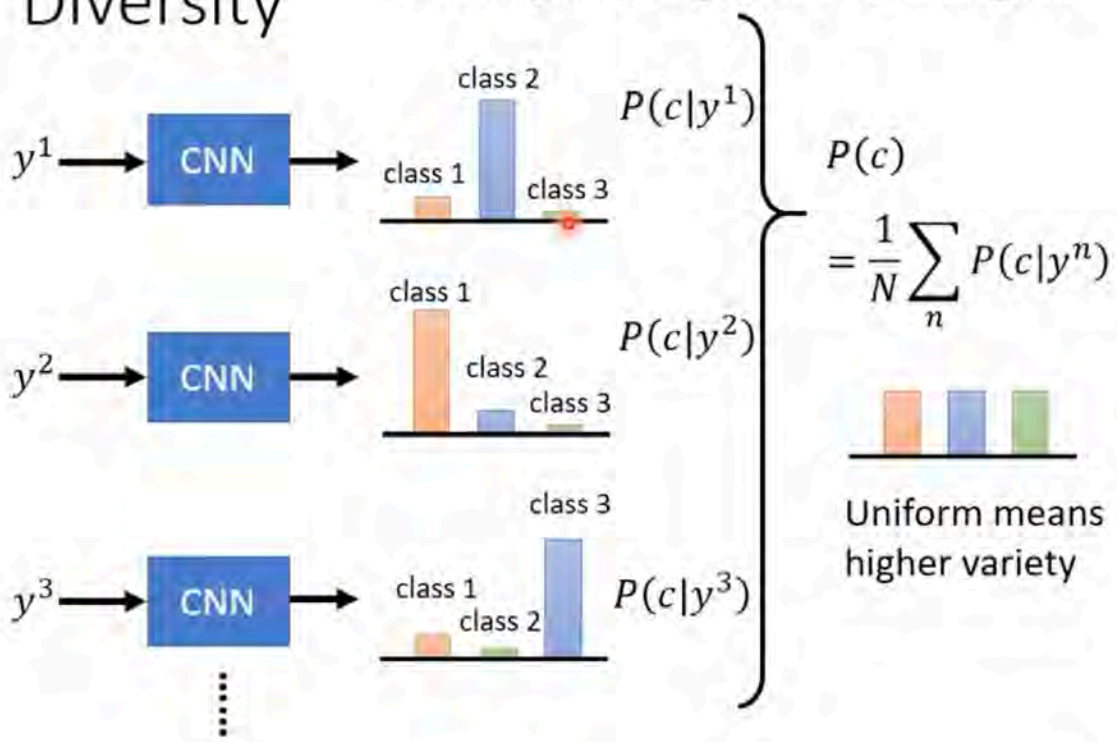 Diversity
y¹
CNN
class 1
class 2
class 3
P(c|y¹)
y²
CNN
class 1
class 2
class 3
P(c|y²)
y³
CNN
class 1
class 2
class 3
P(c|y³)
P(c)
= 1/N ∑ₙ P(c|yⁿ)
Uniform means
higher variety